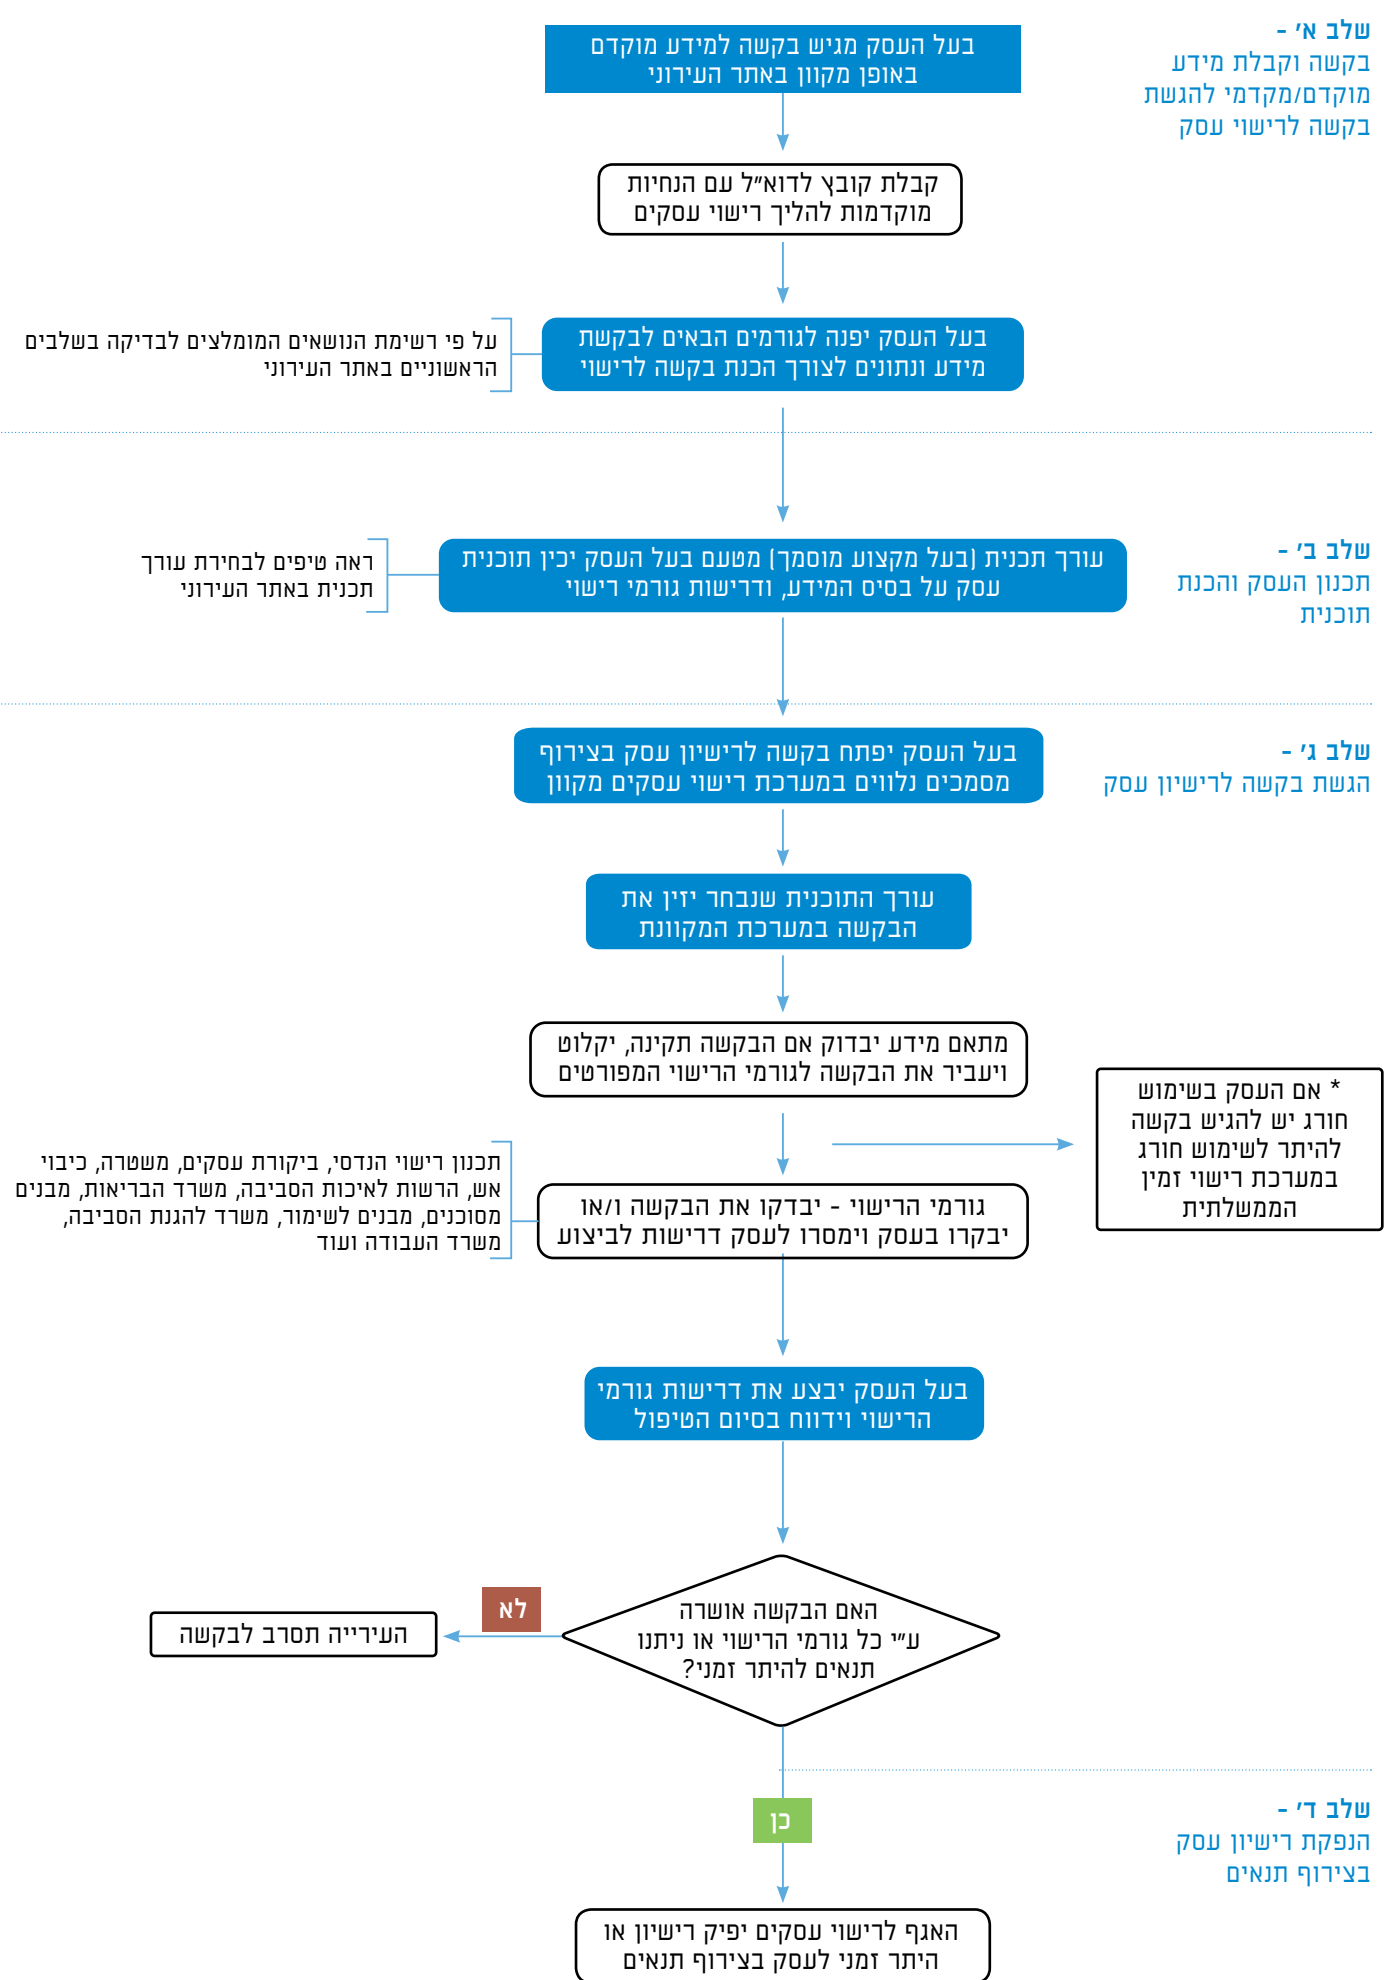 שלב א' -
בקשה וקבלת מידע
מוקדם/מקדמי להגשת
בקשה לרישוי עסק
בעל העסק מגיש בקשה למידע מוקדם
באופן מקוון באתר העירוני
קבלת קובץ לדוא"ל עם הנחיות
מוקדמות להליך רישוי עסקים
בעל העסק יפנה לגורמים הבאים לבקשת
מידע ונתונים לצורך הכנת בקשה לרישוי
על פי רשימת הנושאים המומלצים לבדיקה בשלבים
הראשוניים באתר העירוני
שלב ב' -
תכנון העסק והכנת
תוכנית
עורך תכנית (בעל מקצוע מוסמך) מטעם בעל העסק יכין תוכנית
עסק על בסיס המידע, ודרישות גורמי רישוי
ראה טיפים לבחירת עורך
תכנית באתר העירוני
שלב ג' -
הגשת בקשה לרישיון עסק
בעל העסק יפתח בקשה לרישיון עסק בצירוף
מסמכים נלווים במערכת רישוי עסקים מקוון
עורך התוכנית שנבחר יזין את
הבקשה במערכת המקוונת
מתאם מידע יבדוק אם הבקשה תקינה, יקלוט
ויעביר את הבקשה לגורמי הרישוי המפורטים
* אם העסק בשימוש
חורג יש להגיש בקשה
להיתר לשימוש חורג
במערכת רישוי זמין
הממשלתית
גורמי הרישוי - יבדקו את הבקשה ו/או
יבקרו בעסק וימסרו לעסק דרישות לביצוע
תכנון רישוי הנדסי, ביקורת עסקים, משטרה, כיבוי
אש, הרשות לאיכות הסביבה, משרד הבריאות, מבנים
מסוכנים, מבנים לשימור, משרד להגנת הסביבה,
משרד העבודה ועוד
בעל העסק יבצע את דרישות גורמי
הרישוי וידווח בסיום הטיפול
האם הבקשה אושרה
ע"י כל גורמי הרישוי או ניתנו
תנאים להיתר זמני?
לא
העירייה תסרב לבקשה
שלב ד' -
הנפקת רישיון עסק
בצירוף תנאים
כן
האגף לרישוי עסקים יפיק רישיון או
היתר זמני לעסק בצירוף תנאים